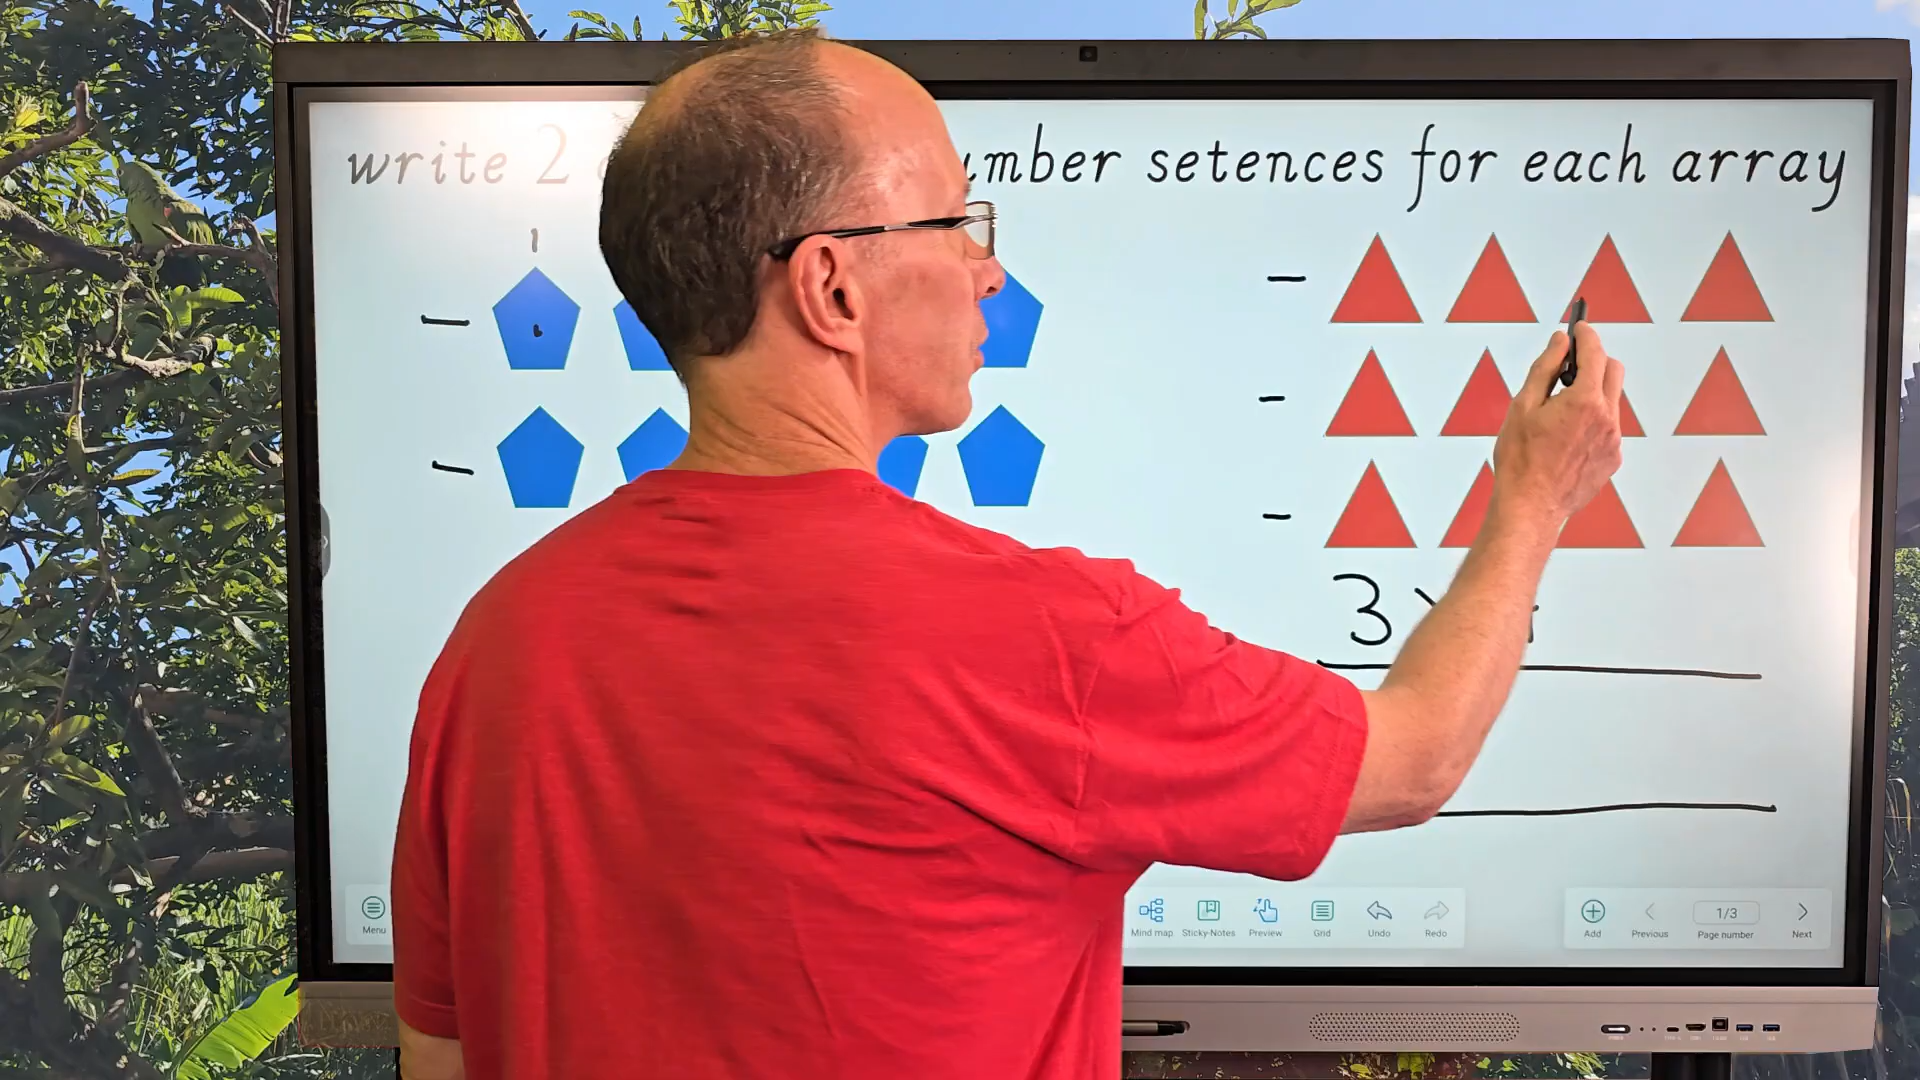 write 2 mber setences for each array
1
3
Menu
Mind map Sticky-Notes Preview Grid Undo Redo
Add Previous 1/3 Page number Next